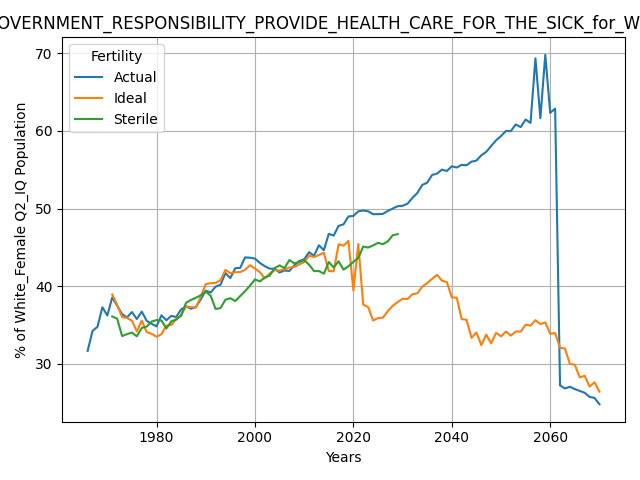 OVERNMENT_RESPONSIBILITY_PROVIDE_HEALTH_CARE_FOR_THE_SICK_for_W
Fertility
Actual
Ideal
Sterile
% of White_Female Q2_IQ Population
70
60
50
40
30
1980
2000
2020
2040
2060
Years